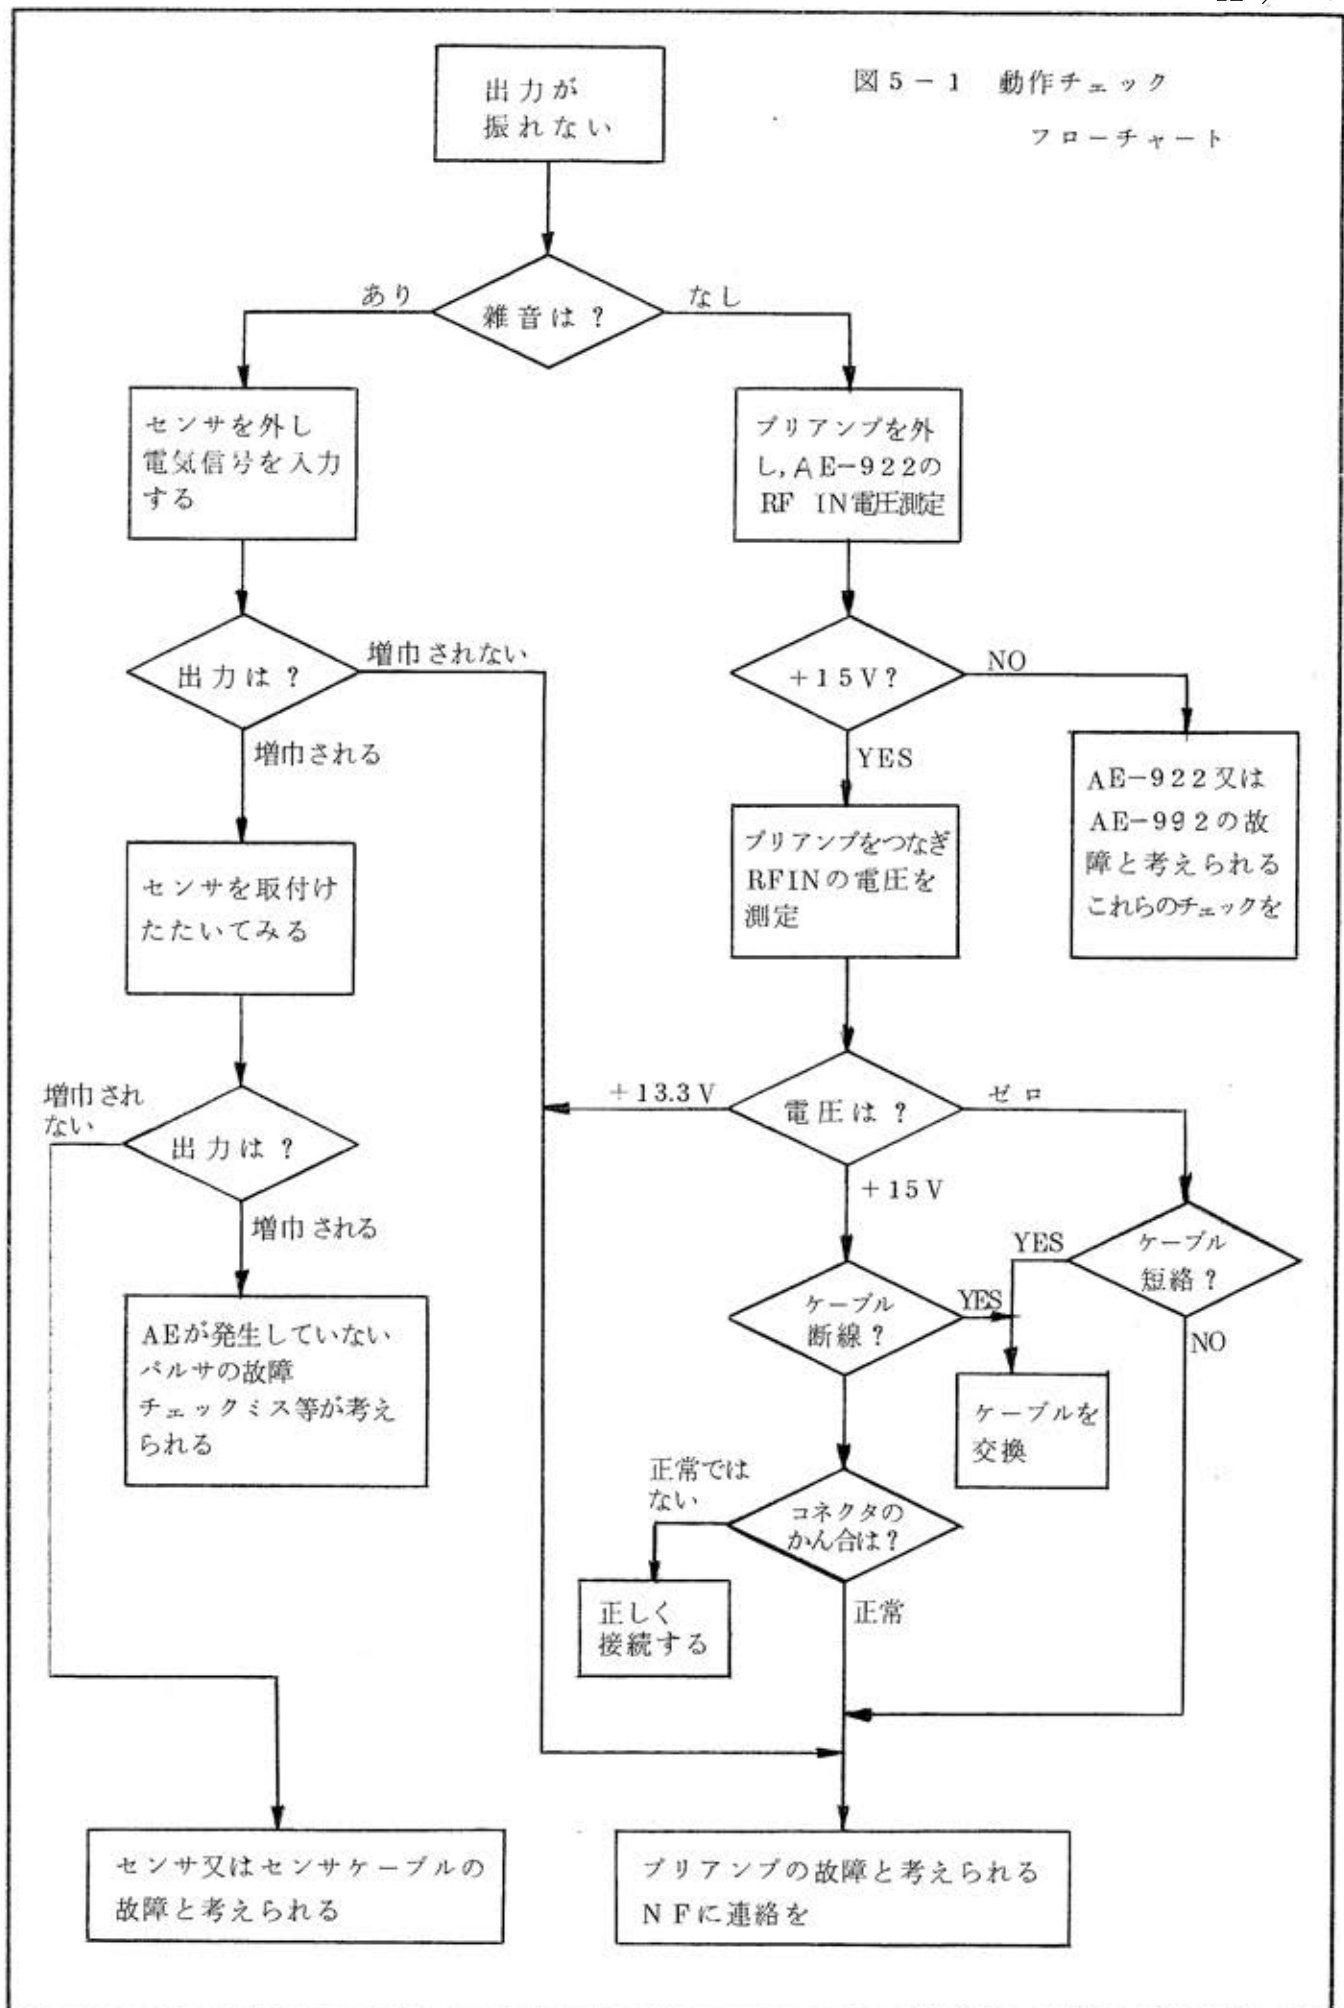 図5-1 動作チェック
フローチャート
出力が
振れない
雑音は？
あり
なし
センサを外し
電気信号を入力
する
プリアンプを外
し,AE-922の
RF IN電圧測定
出力は？
増巾されない
増巾される
+15V?
NO
YES
AE-922又は
AE-992の故
障と考えられる
これらのチェックを
センサを取付け
たたいてみる
プリアンプをつなぎ
RFINの電圧を
測定
出力は？
増巾され
ない
増巾される
電圧は？
+13.3V
ゼロ
+15V
ケーブル
短絡？
YES
NO
ケーブル
断線？
YES
ケーブルを
交換
AEが発生していない
パルサの故障
チェックミス等が考え
られる
コネクタの
かん合は？
正常では
ない
正常
正しく
接続する
センサ又はセンサケーブルの
故障と考えられる
プリアンプの故障と考えられる
NFに連絡を